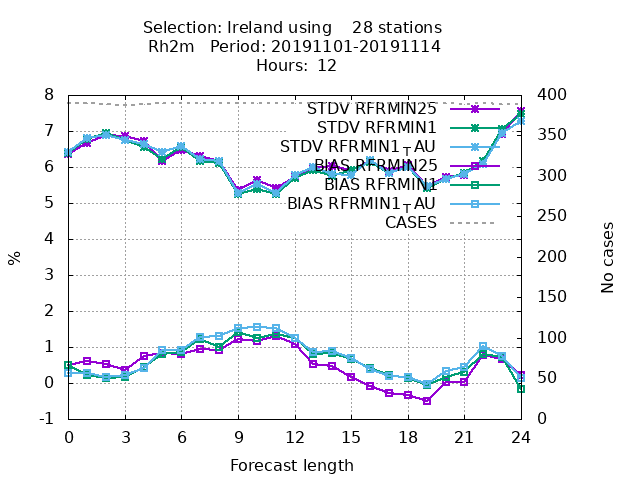 Selection: Ireland using    28 stations
Rh2m   Period: 20191101-20191114
Hours: 12
8
7
6
5
4
3
2
1
0
-1
400
350
300
250
200
150
100
50
0
STDV RFRMIN25
STDV RFRMIN1
STDV RFRMIN1┬AU
BIAS RFRMIN25
BIAS RFRMIN1
BIAS RFRMIN1┬AU
CASES
%
No cases
0 3 6 9 12 15 18 21 24
Forecast length